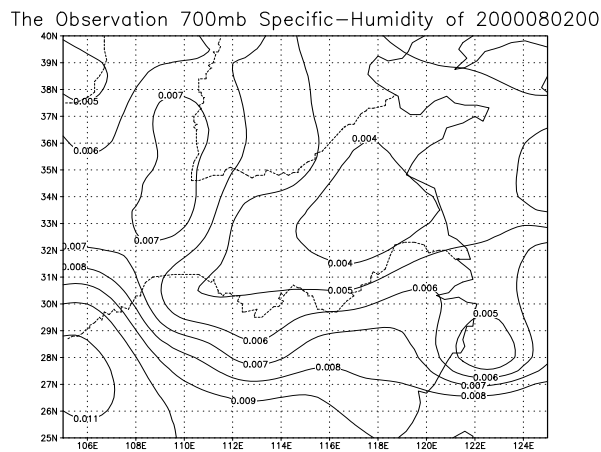 The Observation 700mb Specific-Humidity of 2000080200
40N
39N
0.005
0.007
38N
37N
0.004
36N
0.006
35N
34N
33N
0.007
32N
0.007
0.008
0.004
31N
0.005
0.006
30N
0.005
29N
0.006
28N
0.007
0.008
0.006
27N
0.007
0.008
0.009
26N
0.011
25N
106E 108E 110E 112E 114E 116E 118E 120E 122E 124E